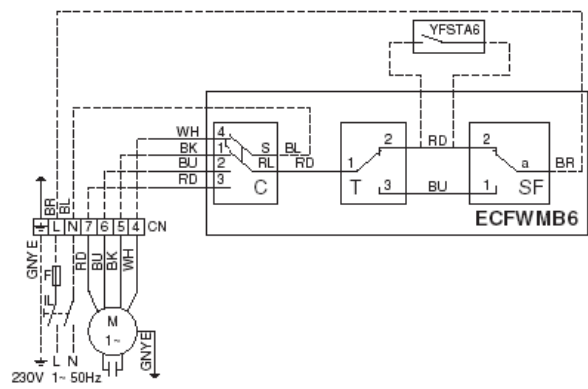 YFSTA6
WH
BK
BU
RD
4
1
2
3
S
BL
RL
RD
C
2
1
3
T
RD
BU
2
a
1
SF
BR
ECFWMB6
BR
BL
L N 7 6 5 4 CN
GNYE
F
IL
RD
BU
BK
WH
M
1~
GNYE
L N
230V 1~ 50Hz